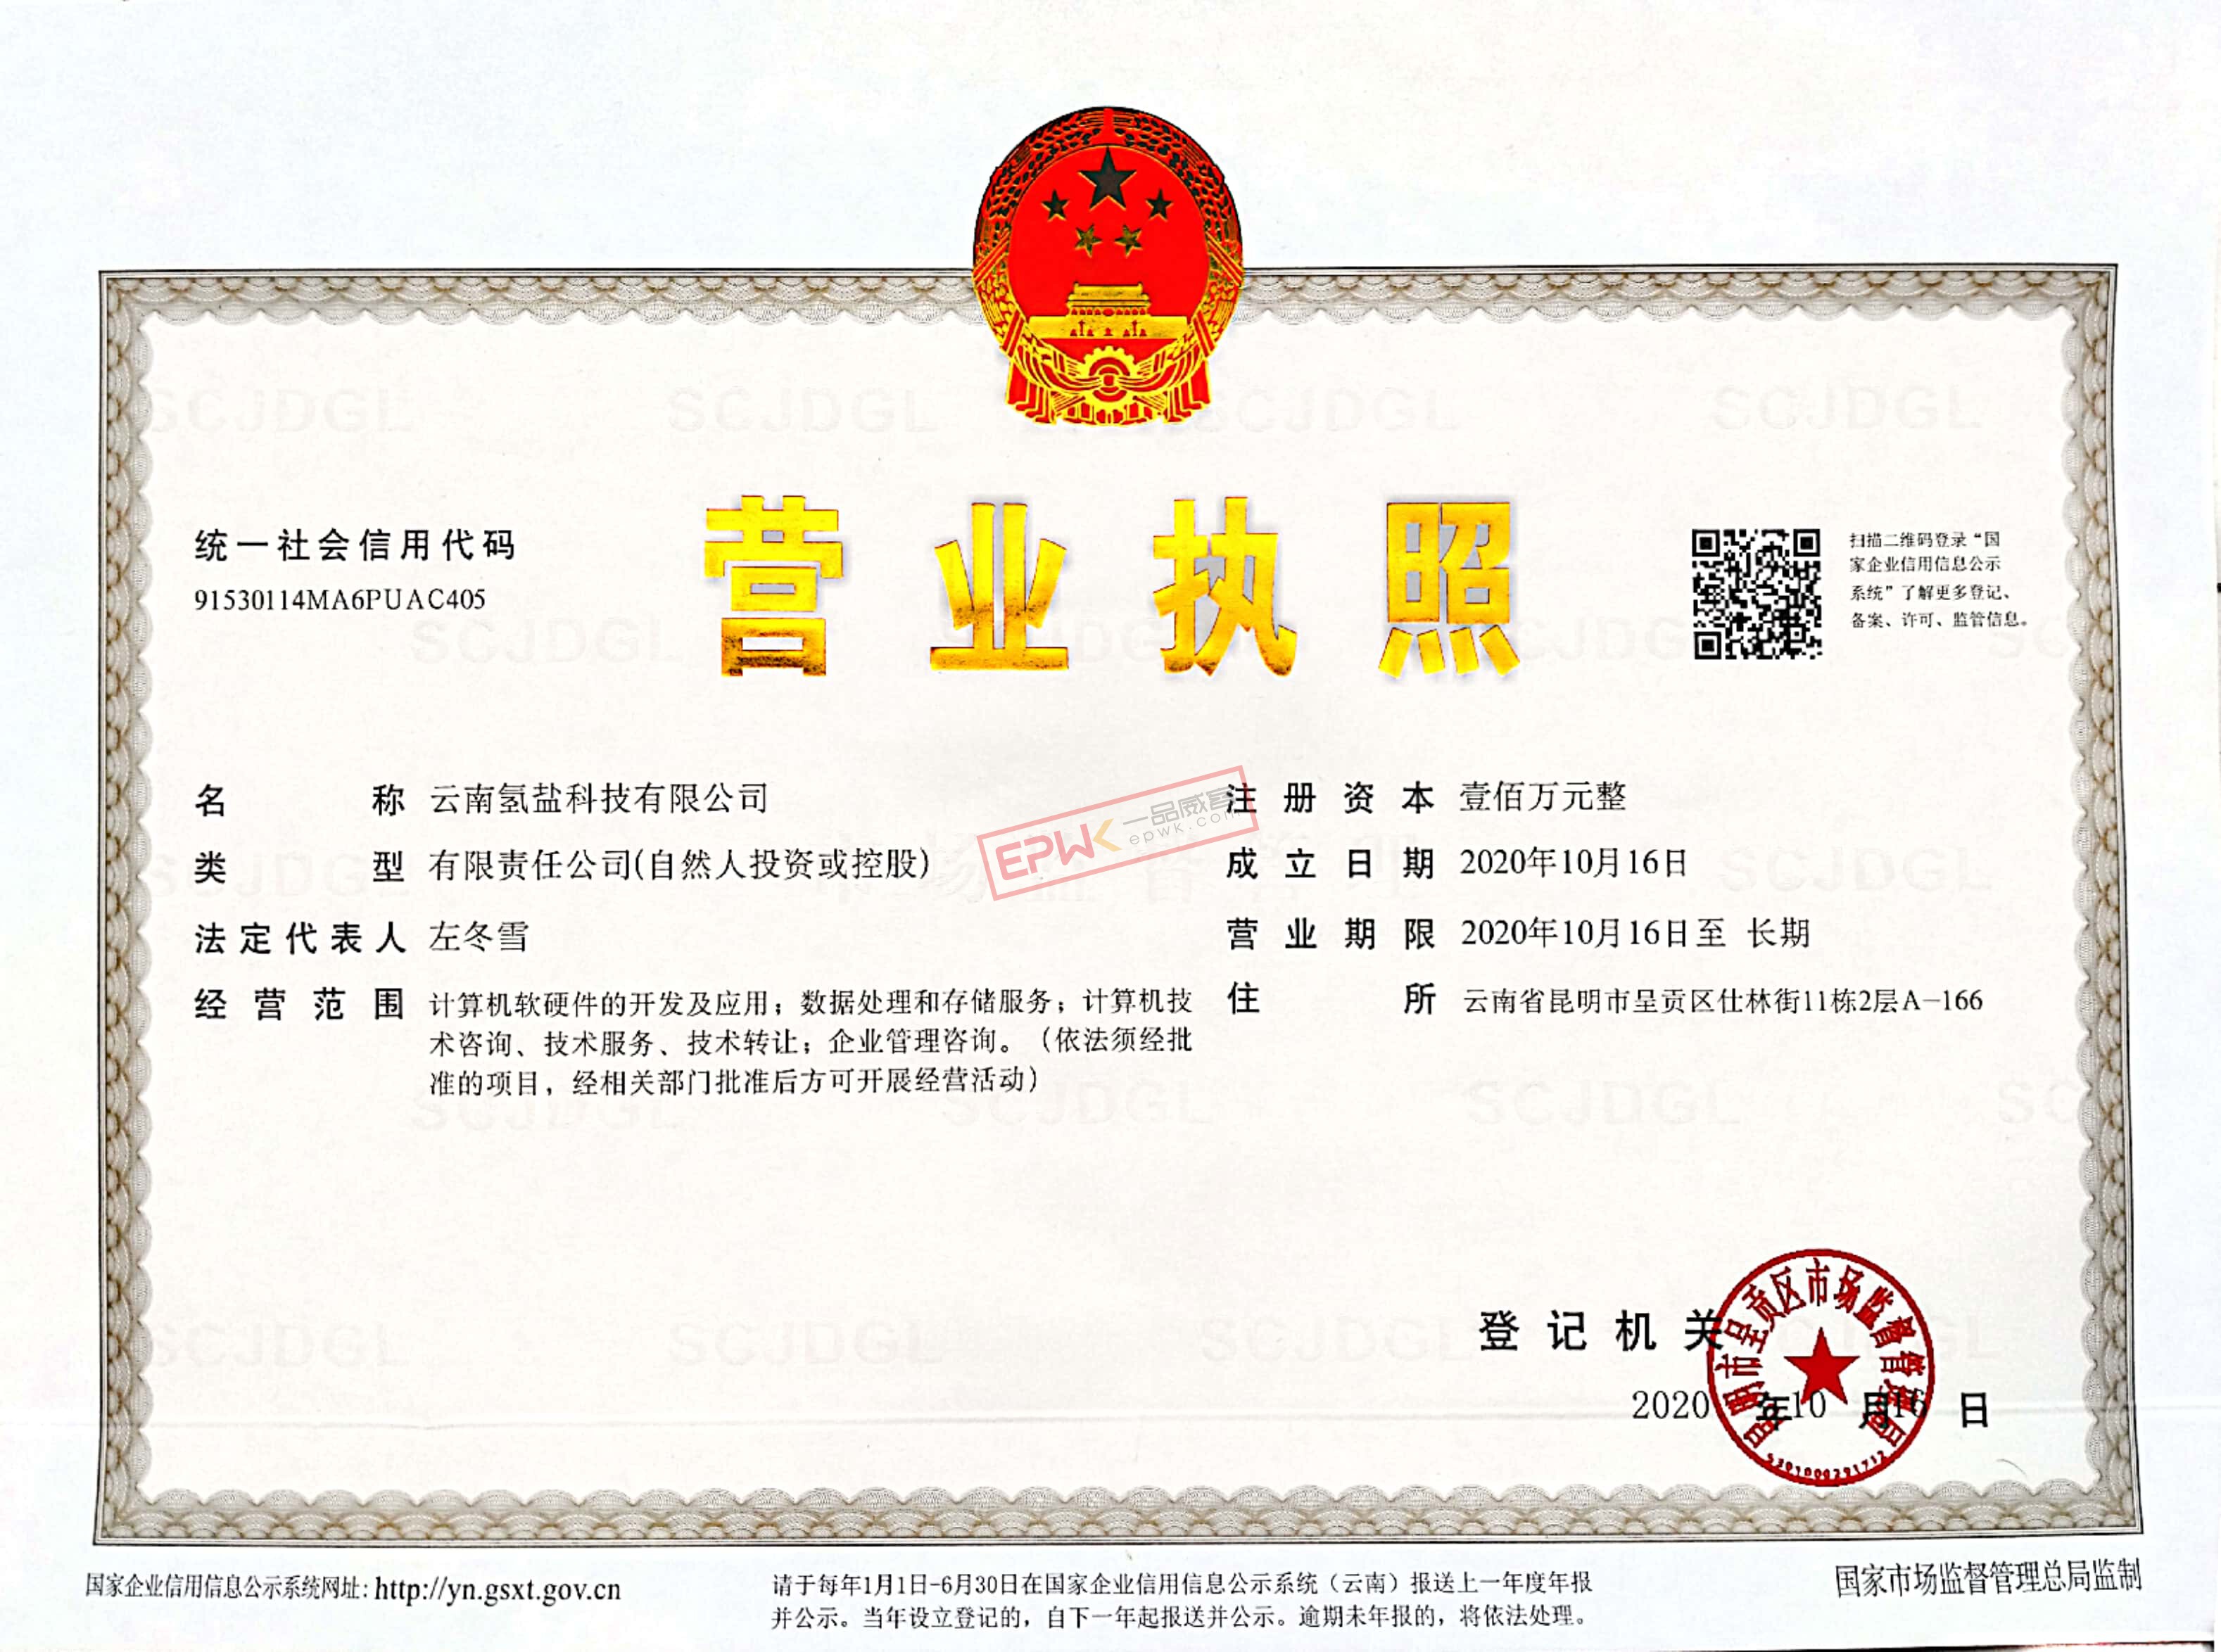 营业执照
统一社会信用代码
91530114MA6PUAC405
扫描二维码登录“国
家企业信用信息公示
系统”了解更多登记、
备案、许可、监管信息。
名称 云南氢盐科技有限公司
类型 有限责任公司(自然人投资或控股)
法定代表人 左冬雪
经营范围 计算机软硬件的开发及应用；数据处理和存储服务；计算机技
术咨询、技术服务、技术转让；企业管理咨询。（依法须经批
准的项目，经相关部门批准后方可开展经营活动）
EPWK 一品威客
epwk.com
注册资本 壹佰万元整
成立日期 2020年10月16日
营业期限 2020年10月16日至 长期
住所 云南省昆明市呈贡区仕林街11栋2层A-166
登记机关
昆明市呈贡区市场监督管理局
5301000291712
2020年10月16日
国家企业信用信息公示系统网址：http://yn.gsxt.gov.cn
请于每年1月1日-6月30日在国家企业信用信息公示系统（云南）报送上一年度年报
并公示。当年设立登记的，自下一年起报送并公示。逾期未年报的，将依法处理。
国家市场监督管理总局监制
SCJDGL